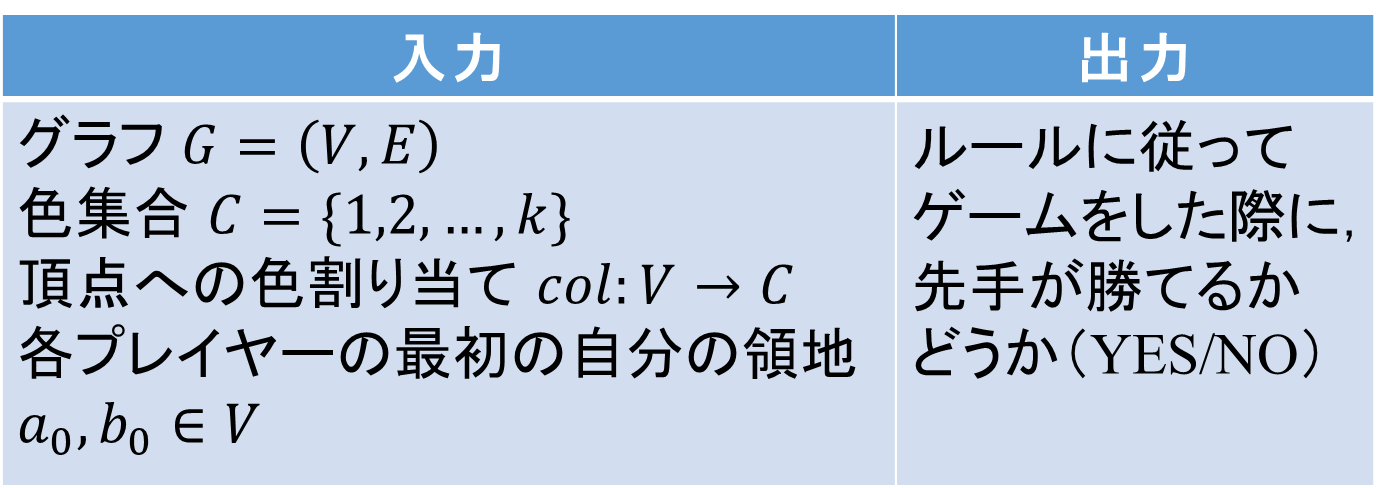 入力
出力
グラフ G = (V, E)
色集合 C = {1,2, … , k}
頂点への色割り当て col: V → C
各プレイヤーの最初の自分の領地
a₀, b₀ ∈ V
ルールに従って
ゲームをした際に,
先手が勝てるか
どうか（YES/NO）